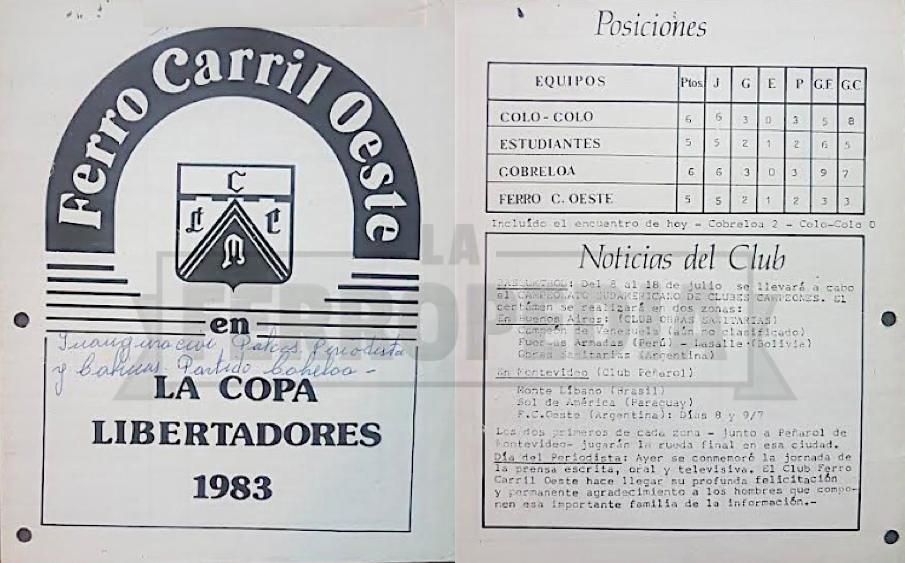 Ferro Carril Oeste
C
F C
M
en
Inauguración Palcos Periodista
y Cabinas Partido
LA COPA
LIBERTADORES
1983
LA
Posiciones
EQUIPOS Ptos. J G E P G.F. G.C.
COLO-COLO 6 6 3 0 3 5 8
ESTUDIANTES 5 5 2 1 2 6 5
COBRELOA 6 6 3 0 3 9 7
FERRO C. OESTE 5 5 2 1 2 3 3
Incluido el encuentro de hoy - Cobreloa 2 - Colo-Colo 0
Noticias del Club
BASQUETBOL: Del 8 al 18 de julio se llevará a cabo
el CAMPEONATO SUDAMERICANO DE CLUBES CAMPEONES. El
certámen se realizará en dos zonas:
En Buenos Aires: (CLUB OBRAS SANITARIAS)
Campeón de Venezuela (aún no clasificado)
Fuerzas Armadas (Perú) - Lasalle (Bolivia)
Obras Sanitarias (Argentina)
En Montevideo (Club Peñarol)
Monte Líbano (Brasil)
Sol de América (Paraguay)
F.C.Oeste (Argentina): Días 8 y 9/7
Los dos primeros de cada zona - junto a Peñarol de
Montevideo- jugarán la rueda final en esa ciudad.
Día del Periodista: Ayer se conmemoró la jornada de
la prensa escrita, oral y televisiva. El Club Ferro
Carril Oeste hace llegar su profunda felicitación
y permanente agradecimiento a los hombres que compo-
nen esa importante familia de la información.-